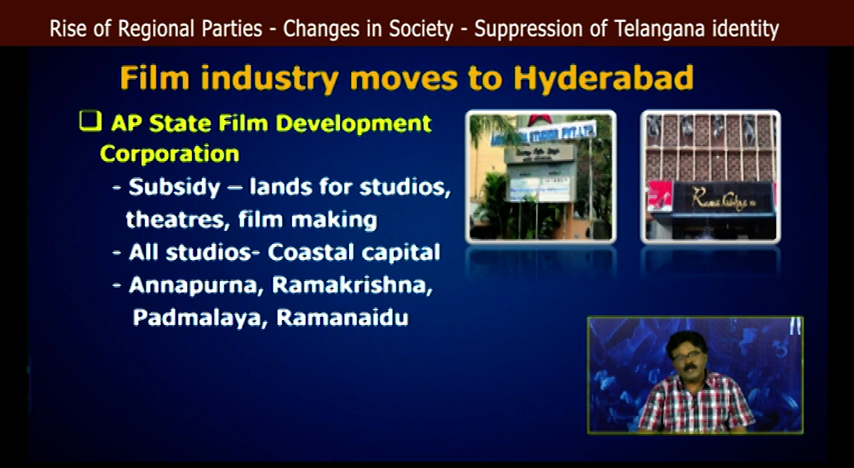 Rise of Regional Parties - Changes in Society - Suppression of Telangana identity
Film industry moves to Hyderabad
AP State Film Development
Corporation
- Subsidy – lands for studios,
theatres, film making
- All studios- Coastal capital
- Annapurna, Ramakrishna,
Padmalaya, Ramanaidu